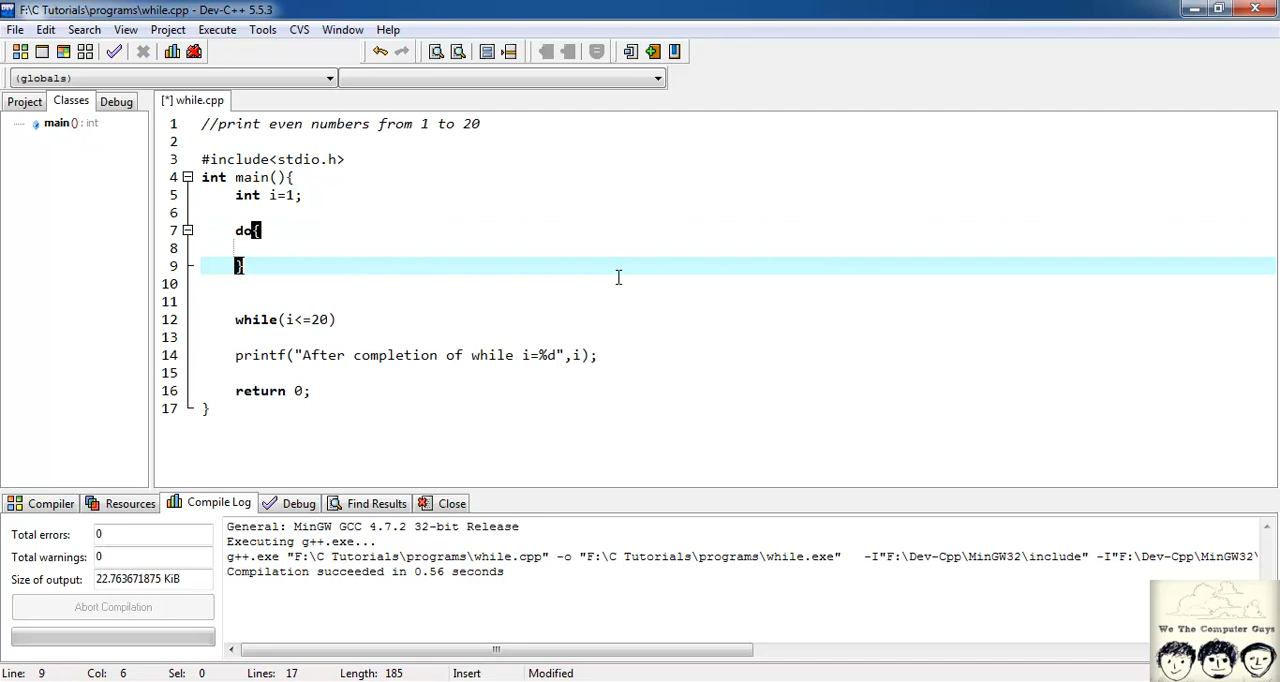 F:\C Tutorials\programs\while.cpp - Dev-C++ 5.5.3
File Edit Search View Project Execute Tools CVS Window Help
(globals)
Project Classes Debug [*] while.cpp
main () : int
1 //print even numbers from 1 to 20
2
3 #include<stdio.h>
4 int main(){
5 int i=1;
6
7 do{
8
9 }
10
11
12 while(i<=20)
13
14 printf("After completion of while i=%d",i);
15
16 return 0;
17 }
Compiler Resources Compile Log Debug Find Results Close
Total errors: 0
Total warnings: 0
Size of output: 22.763671875 KiB
Abort Compilation
General: MinGW GCC 4.7.2 32-bit Release
Executing g++.exe...
g++.exe "F:\C Tutorials\programs\while.cpp" -o "F:\C Tutorials\programs\while.exe" -I"F:\Dev-Cpp\MinGW32\include" -I"F:\Dev-Cpp\MinGW32\
Compilation succeeded in 0.56 seconds
We The Computer Guys
Line: 9 Col: 6 Sel: 0 Lines: 17 Length: 185 Insert Modified